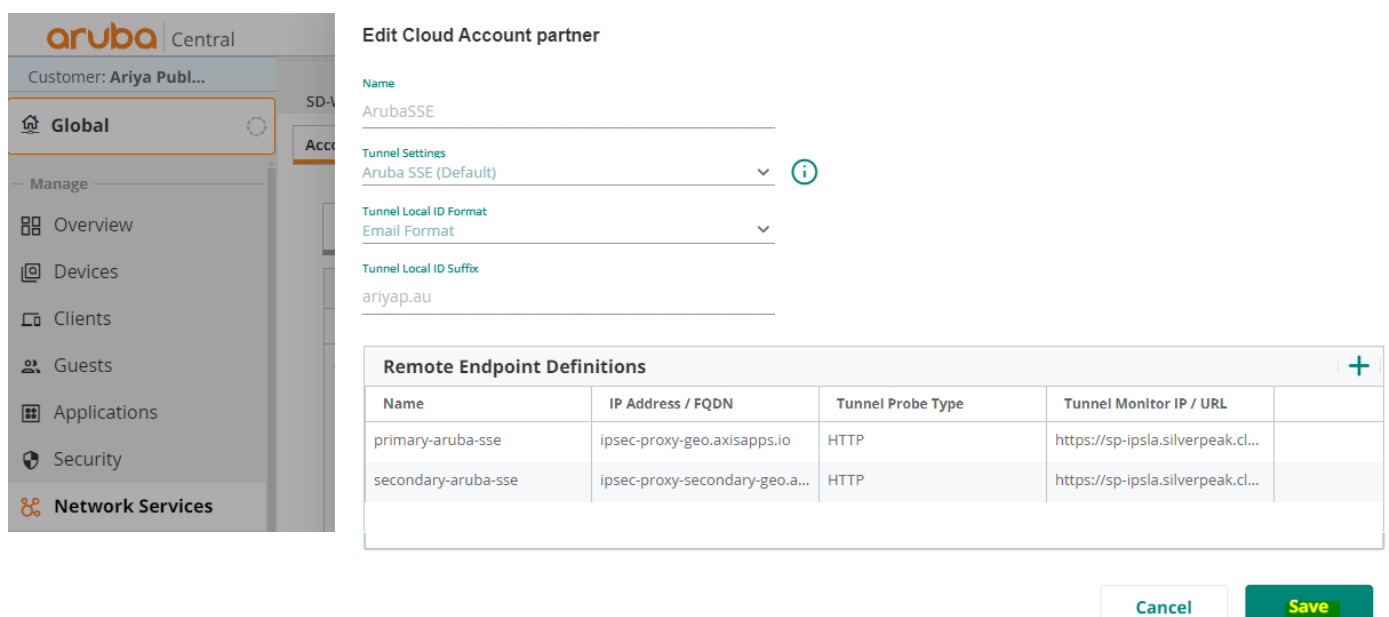 aruba Central
Customer: Ariya Publ...
Global
Manage
Overview
Devices
Clients
Guests
Applications
Security
Network Services
SD-
Acc
Edit Cloud Account partner
Name
ArubaSSE
Tunnel Settings
Aruba SSE (Default)
Tunnel Local ID Format
Email Format
Tunnel Local ID Suffix
ariyap.au
Remote Endpoint Definitions
Name IP Address / FQDN Tunnel Probe Type Tunnel Monitor IP / URL
primary-aruba-sse ipsec-proxy-geo.axisapps.io HTTP https://sp-ipsla.silverpeak.cl...
secondary-aruba-sse ipsec-proxy-secondary-geo.a... HTTP https://sp-ipsla.silverpeak.cl...
Cancel Save